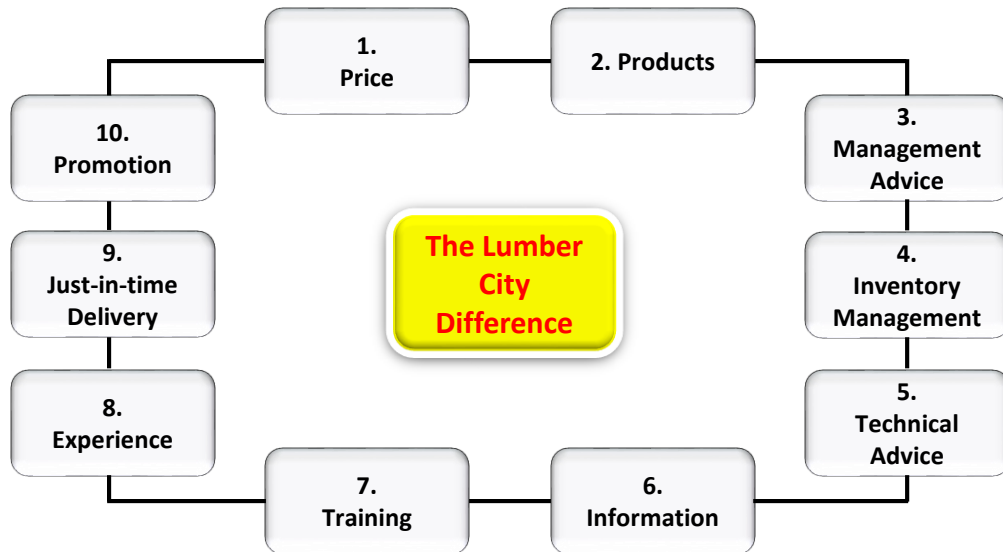 1.
Price
2. Products
3.
Management
Advice
4.
Inventory
Management
5.
Technical
Advice
6.
Information
7.
Training
8.
Experience
9.
Just-in-time
Delivery
10.
Promotion
The Lumber
City
Difference